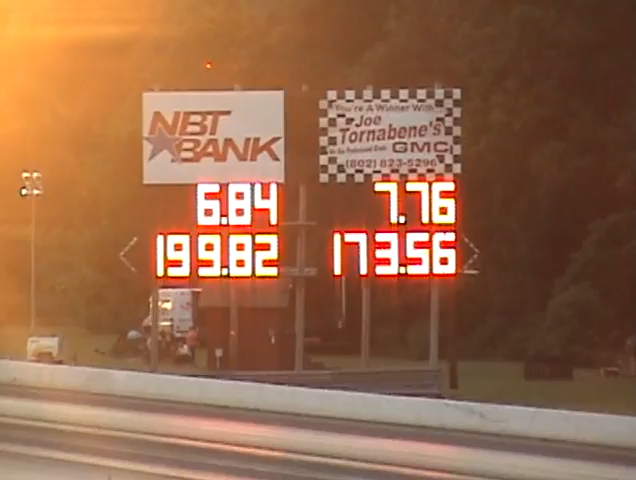 NBT
BANK
6.84
199.82
You're A Winner With...
Joe
Tornabene's
GMC
(802) 823-5296
7.76
173.56